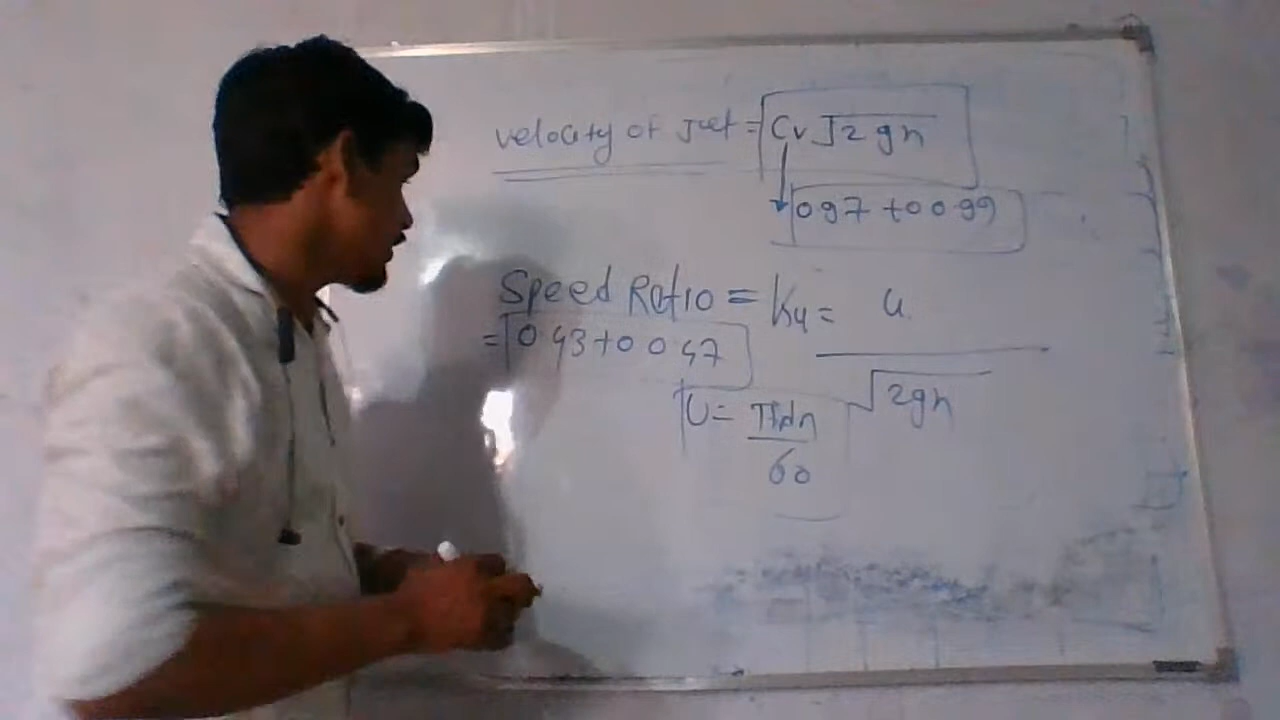 velocity of Jet = Cv √2gh
0.97 to 0.99
Speed Ratio = Ku = u
= 0.43 to 0.47
√2gh
U = πdn
60